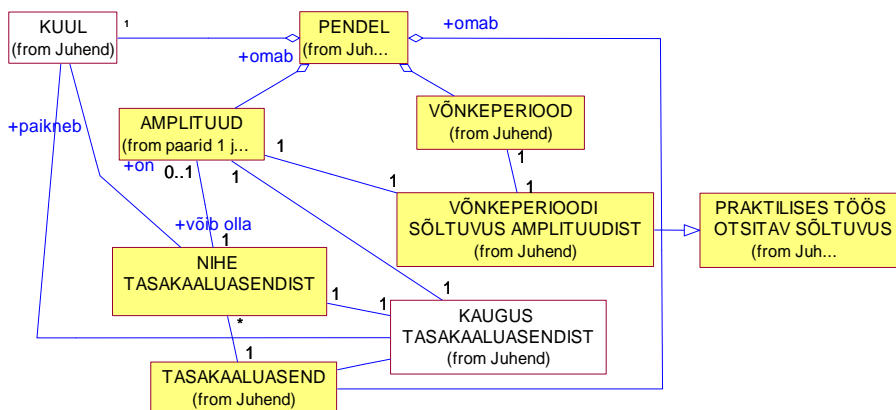 KUUL
(from Juhend)
1
PENDEL
(from Juh...
+omab
+omab
AMPLITUUD
(from paarid 1 j...
VÕNKEPERIOOD
(from Juhend)
+paikneb
+on
0..1
1
1
1
1
1
VÕNKEPERIOODI
SÕLTUVUS AMPLITUUDIST
(from Juhend)
PRAKTILISES TÖÖS
OTSITAV SÕLTUVUS
(from Juh...
+võib olla
1
NIHE
TASAKAALUASENDIST
1
1
1
KAUGUS
TASAKAALUASENDIST
(from Juhend)
*
1
TASAKAALUASEND
(from Juhend)